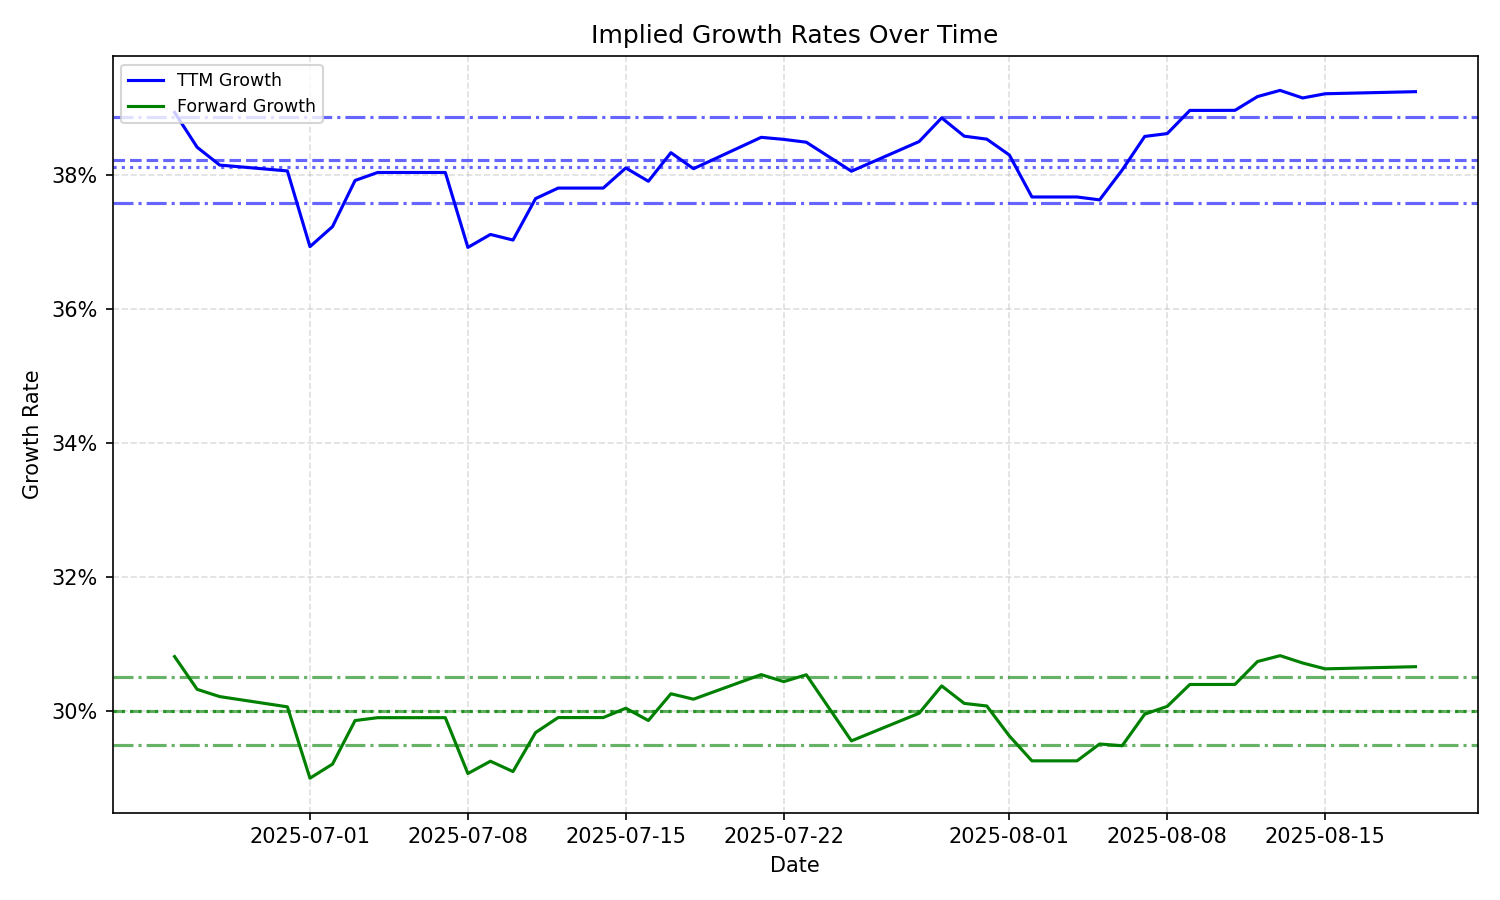 Implied Growth Rates Over Time
TTM Growth
Forward Growth
Growth Rate
38%
36%
34%
32%
30%
2025-07-01 2025-07-08 2025-07-15 2025-07-22 2025-08-01 2025-08-08 2025-08-15
Date